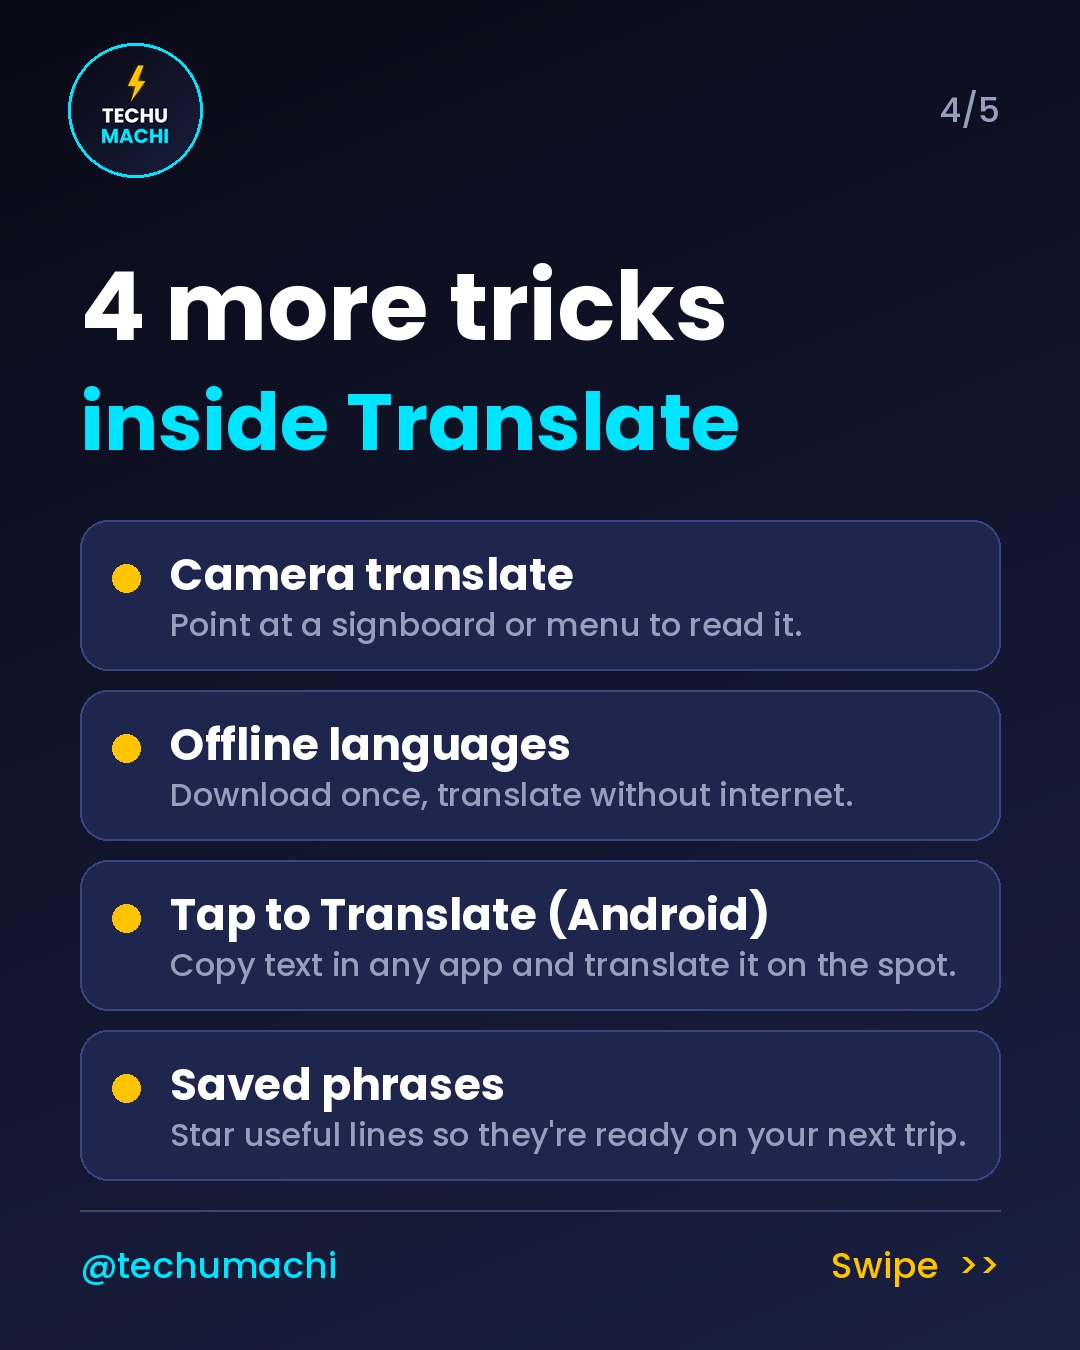 TECHU
MACHI
4/5
4 more tricks
inside Translate
Camera translate
Point at a signboard or menu to read it.
Offline languages
Download once, translate without internet.
Tap to Translate (Android)
Copy text in any app and translate it on the spot.
Saved phrases
Star useful lines so they're ready on your next trip.
@techumachi
Swipe >>